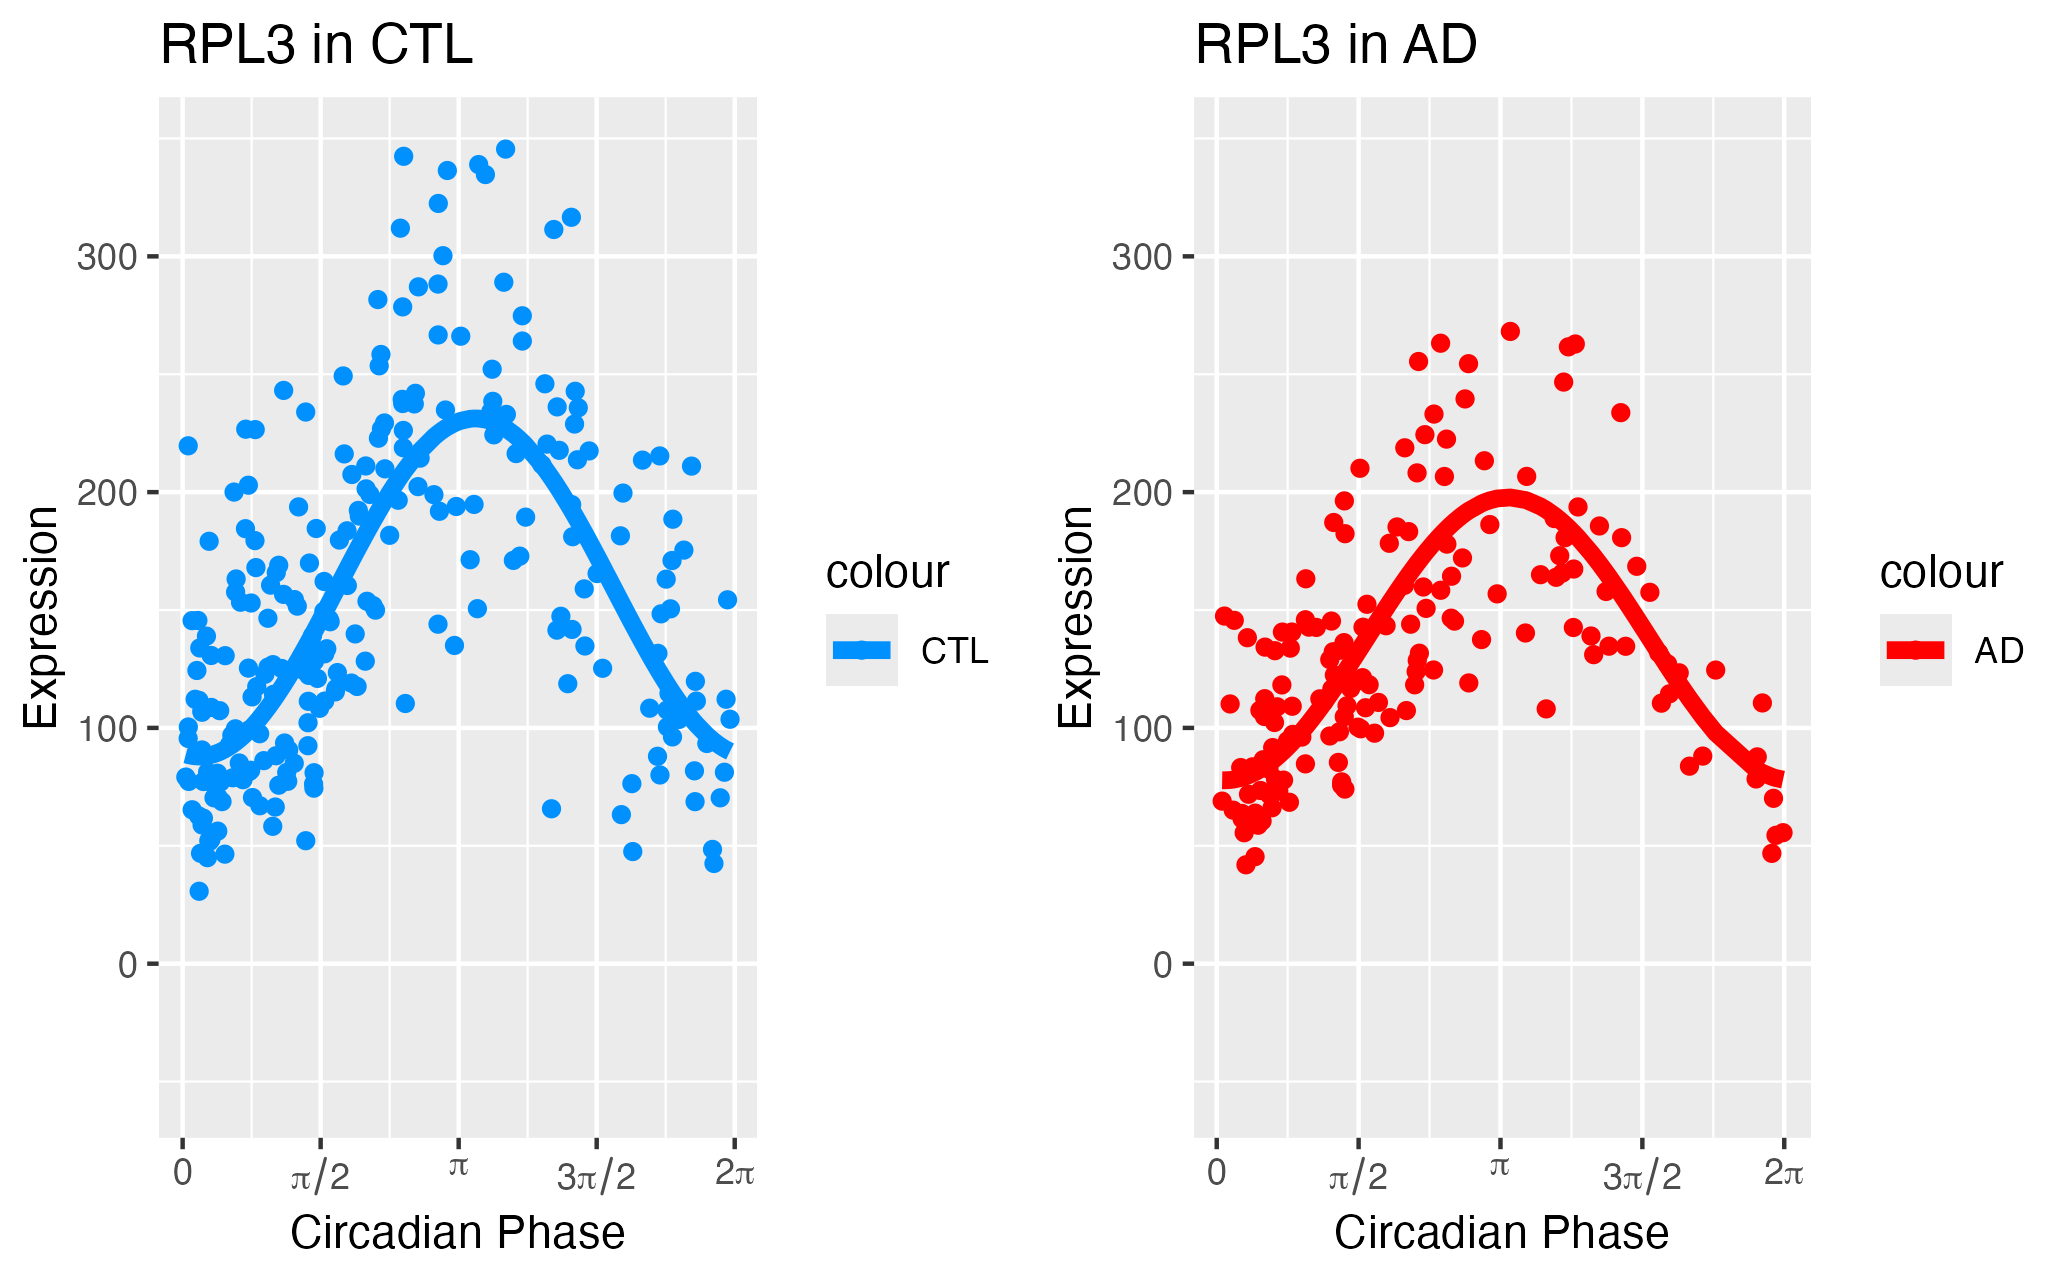 RPL3 in CTL
Expression
300
200
100
0
0
π/2
π
3π/2
2π
Circadian Phase
colour
CTL
RPL3 in AD
Expression
300
200
100
0
0
π/2
π
3π/2
2π
Circadian Phase
colour
AD